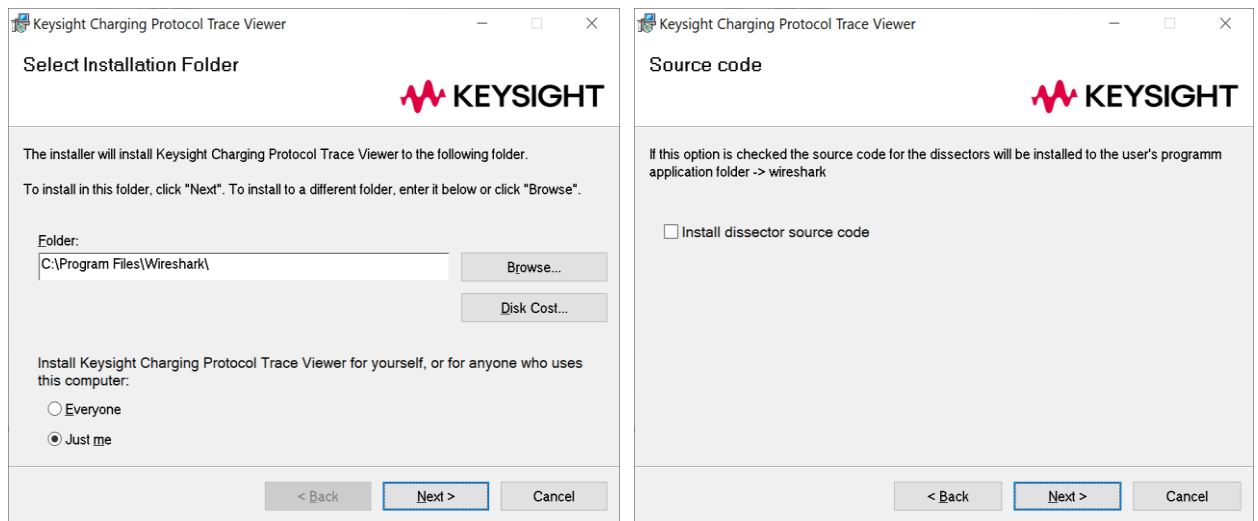 Keysight Charging Protocol Trace Viewer
Select Installation Folder
KEYSIGHT
The installer will install Keysight Charging Protocol Trace Viewer to the following folder.
To install in this folder, click "Next". To install to a different folder, enter it below or click "Browse".
Folder:
C:\Program Files\Wireshark\
Browse...
Disk Cost...
Install Keysight Charging Protocol Trace Viewer for yourself, or for anyone who uses
this computer:
Everyone
Just me
< Back
Next >
Cancel
Keysight Charging Protocol Trace Viewer
Source code
KEYSIGHT
If this option is checked the source code for the dissectors will be installed to the user's programm
application folder -> wireshark
Install dissector source code
< Back
Next >
Cancel